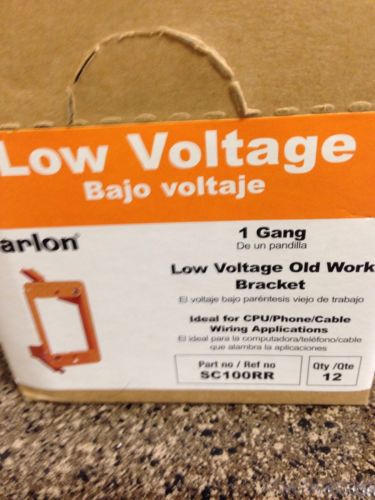 Low Voltage
Bajo voltaje
arlon®
1 Gang
De un pandilla
Low Voltage Old Work
Bracket
El voltaje bajo paréntesis viejo de trabajo
Ideal for CPU/Phone/Cable
Wiring Applications
El ideal para la computadora/teléfono/cable
que alambra la aplicaciones
Part no / Ref no
SC100RR
Qty /Qte
12